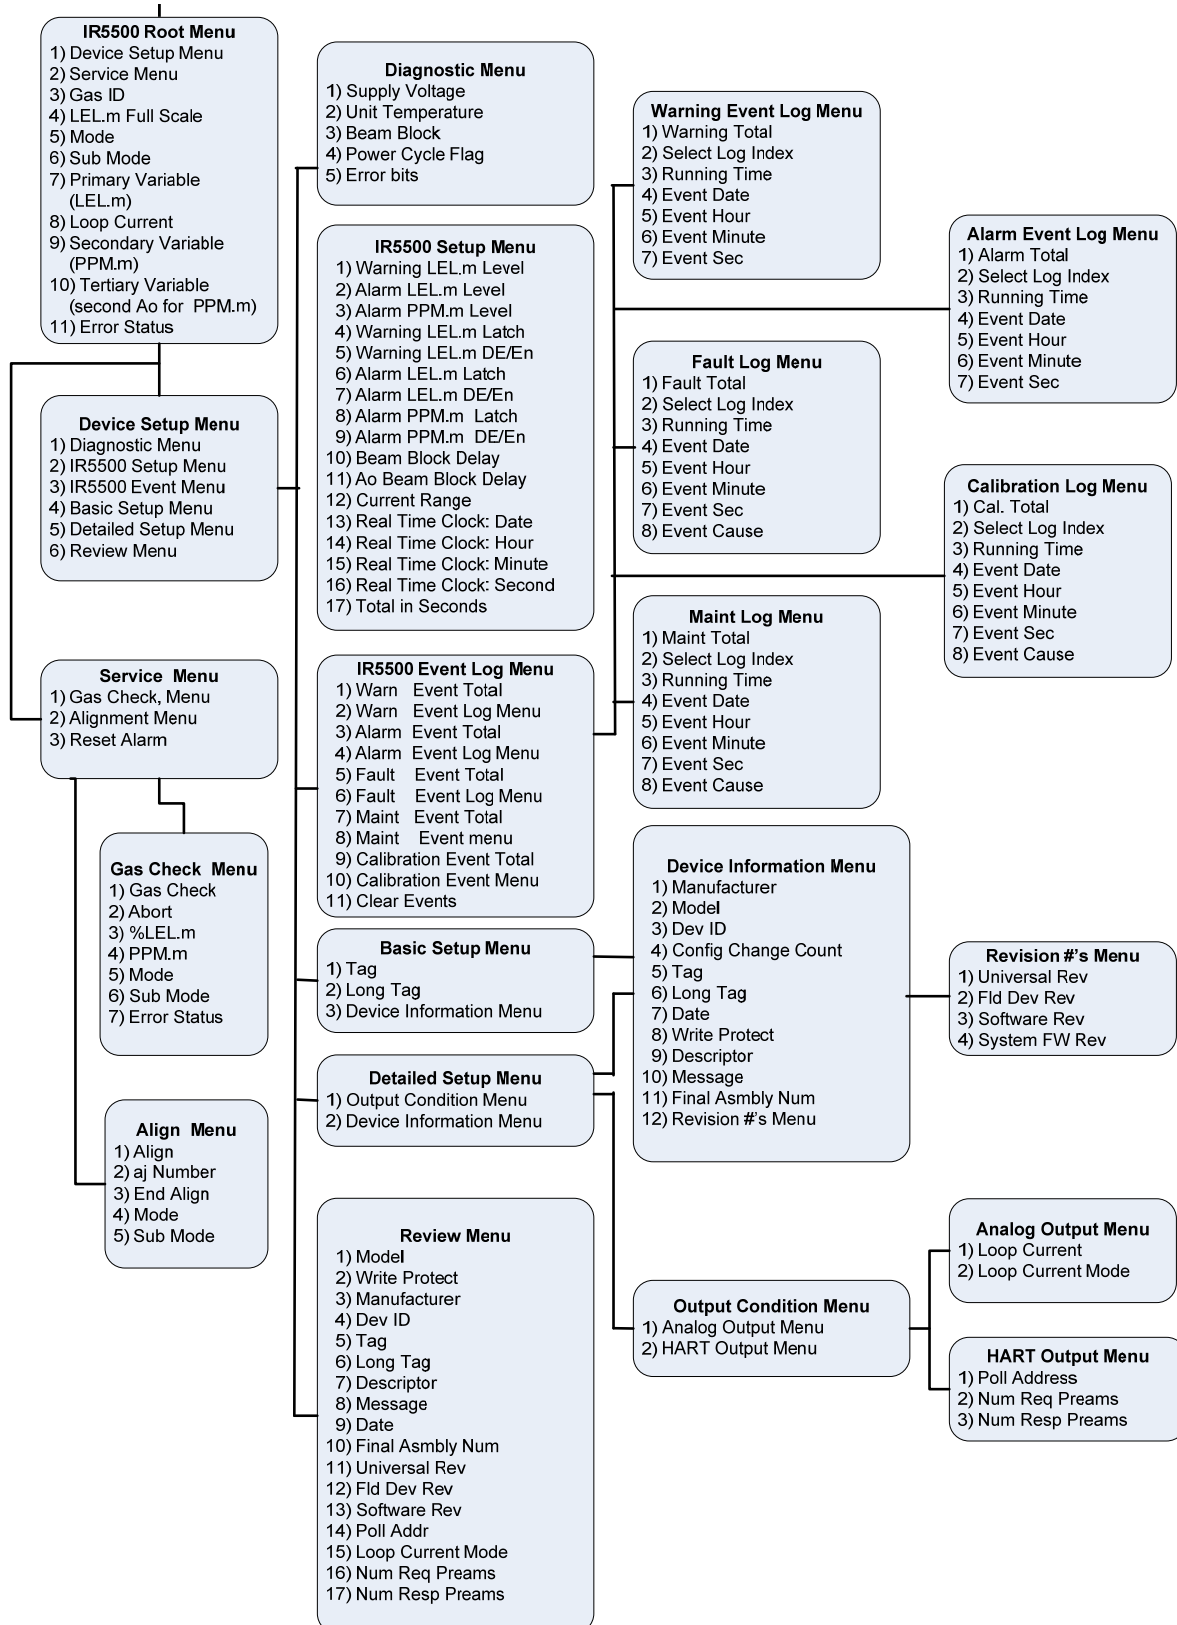 IR5500 Root Menu
1) Device Setup Menu
2) Service Menu
3) Gas ID
4) LEL.m Full Scale
5) Mode
6) Sub Mode
7) Primary Variable
(LEL.m)
8) Loop Current
9) Secondary Variable
(PPM.m)
10) Tertiary Variable
(second Ao for PPM.m)
11) Error Status
Device Setup Menu
1) Diagnostic Menu
2) IR5500 Setup Menu
3) IR5500 Event Menu
4) Basic Setup Menu
5) Detailed Setup Menu
6) Review Menu
Service Menu
1) Gas Check, Menu
2) Alignment Menu
3) Reset Alarm
Gas Check Menu
1) Gas Check
2) Abort
3) %LEL.m
4) PPM.m
5) Mode
6) Sub Mode
7) Error Status
Align Menu
1) Align
2) aj Number
3) End Align
4) Mode
5) Sub Mode
Diagnostic Menu
1) Supply Voltage
2) Unit Temperature
3) Beam Block
4) Power Cycle Flag
5) Error bits
IR5500 Setup Menu
1) Warning LEL.m Level
2) Alarm LEL.m Level
3) Alarm PPM.m Level
4) Warning LEL.m Latch
5) Warning LEL.m DE/En
6) Alarm LEL.m Latch
7) Alarm LEL.m DE/En
8) Alarm PPM.m Latch
9) Alarm PPM.m DE/En
10) Beam Block Delay
11) Ao Beam Block Delay
12) Current Range
13) Real Time Clock: Date
14) Real Time Clock: Hour
15) Real Time Clock: Minute
16) Real Time Clock: Second
17) Total in Seconds
IR5500 Event Log Menu
1) Warn Event Total
2) Warn Event Log Menu
3) Alarm Event Total
4) Alarm Event Log Menu
5) Fault Event Total
6) Fault Event Log Menu
7) Maint Event Total
8) Maint Event menu
9) Calibration Event Total
10) Calibration Event Menu
11) Clear Events
Basic Setup Menu
1) Tag
2) Long Tag
3) Device Information Menu
Detailed Setup Menu
1) Output Condition Menu
2) Device Information Menu
Review Menu
1) Model
2) Write Protect
3) Manufacturer
4) Dev ID
5) Tag
6) Long Tag
7) Descriptor
8) Message
9) Date
10) Final Asmbly Num
11) Universal Rev
12) Fld Dev Rev
13) Software Rev
14) Poll Addr
15) Loop Current Mode
16) Num Req Preams
17) Num Resp Preams
Warning Event Log Menu
1) Warning Total
2) Select Log Index
3) Running Time
4) Event Date
5) Event Hour
6) Event Minute
7) Event Sec
Alarm Event Log Menu
1) Alarm Total
2) Select Log Index
3) Running Time
4) Event Date
5) Event Hour
6) Event Minute
7) Event Sec
Fault Log Menu
1) Fault Total
2) Select Log Index
3) Running Time
4) Event Date
5) Event Hour
6) Event Minute
7) Event Sec
8) Event Cause
Calibration Log Menu
1) Cal. Total
2) Select Log Index
3) Running Time
4) Event Date
5) Event Hour
6) Event Minute
7) Event Sec
8) Event Cause
Maint Log Menu
1) Maint Total
2) Select Log Index
3) Running Time
4) Event Date
5) Event Hour
6) Event Minute
7) Event Sec
8) Event Cause
Device Information Menu
1) Manufacturer
2) Model
3) Dev ID
4) Config Change Count
5) Tag
6) Long Tag
7) Date
8) Write Protect
9) Descriptor
10) Message
11) Final Asmbly Num
12) Revision #'s Menu
Revision #'s Menu
1) Universal Rev
2) Fld Dev Rev
3) Software Rev
4) System FW Rev
Output Condition Menu
1) Analog Output Menu
2) HART Output Menu
Analog Output Menu
1) Loop Current
2) Loop Current Mode
HART Output Menu
1) Poll Address
2) Num Req Preams
3) Num Resp Preams